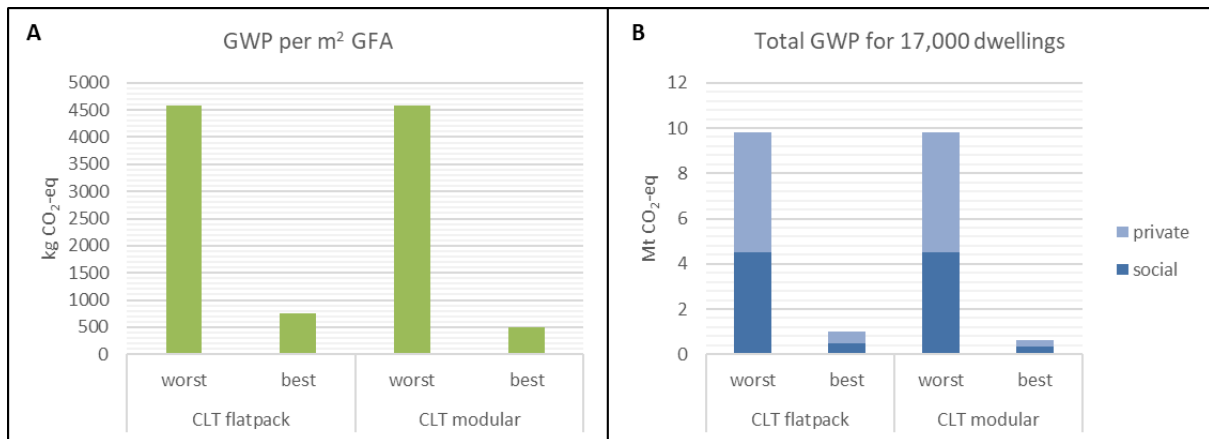 A
GWP per m² GFA
kg CO₂-eq
5000
4500
4000
3500
3000
2500
2000
1500
1000
500
0
worst best worst best
CLT flatpack CLT modular
B
Total GWP for 17,000 dwellings
Mt CO₂-eq
12
10
8
6
4
2
0
worst best worst best
CLT flatpack CLT modular
private
social